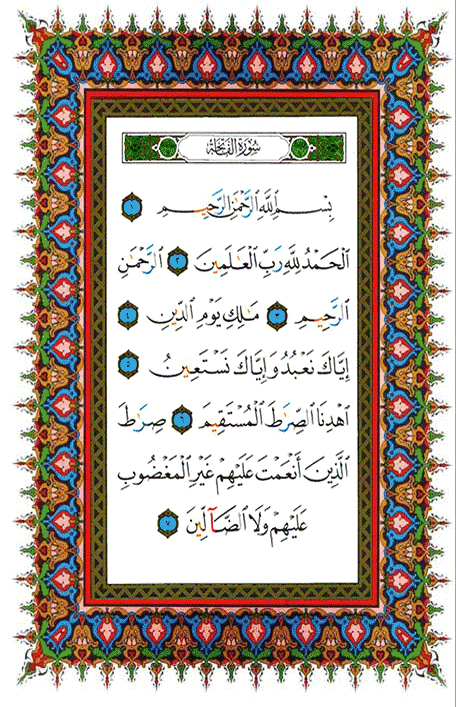 سُورَةُ الفَاتِحَةِ
بِسْمِ ٱللَّهِ ٱلرَّحْمَٰنِ ٱلرَّحِيمِ ١
ٱلْحَمْدُ لِلَّهِ رَبِّ ٱلْعَٰلَمِينَ ٢ ٱلرَّحْمَٰنِ
ٱلرَّحِيمِ ٣ مَٰلِكِ يَوْمِ ٱلدِّينِ ٤
إِيَّاكَ نَعْبُدُ وَإِيَّاكَ نَسْتَعِينُ ٥
ٱهْدِنَا ٱلصِّرَٰطَ ٱلْمُسْتَقِيمَ ٦ صِرَٰطَ
ٱلَّذِينَ أَنْعَمْتَ عَلَيْهِمْ غَيْرِ ٱلْمَغْضُوبِ
عَلَيْهِمْ وَلَا ٱلضَّآلِّينَ ٧